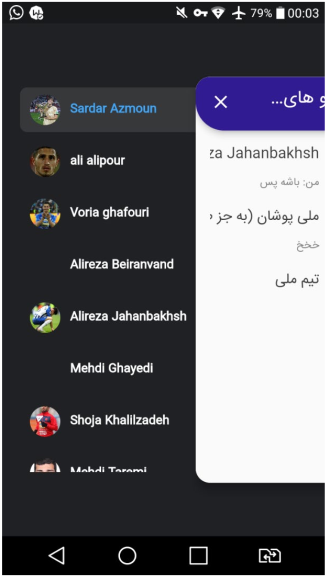 79% 00:03
و های...
Sardar Azmoun
ali alipour
Voria ghafouri
Alireza Beiranvand
Alireza Jahanbakhsh
Mehdi Ghayedi
Shoja Khalilzadeh
Mehdi Taremi
za Jahanbakhsh
من: باشه پس
ملی پوشان (به جز
خخخ
تیم ملی